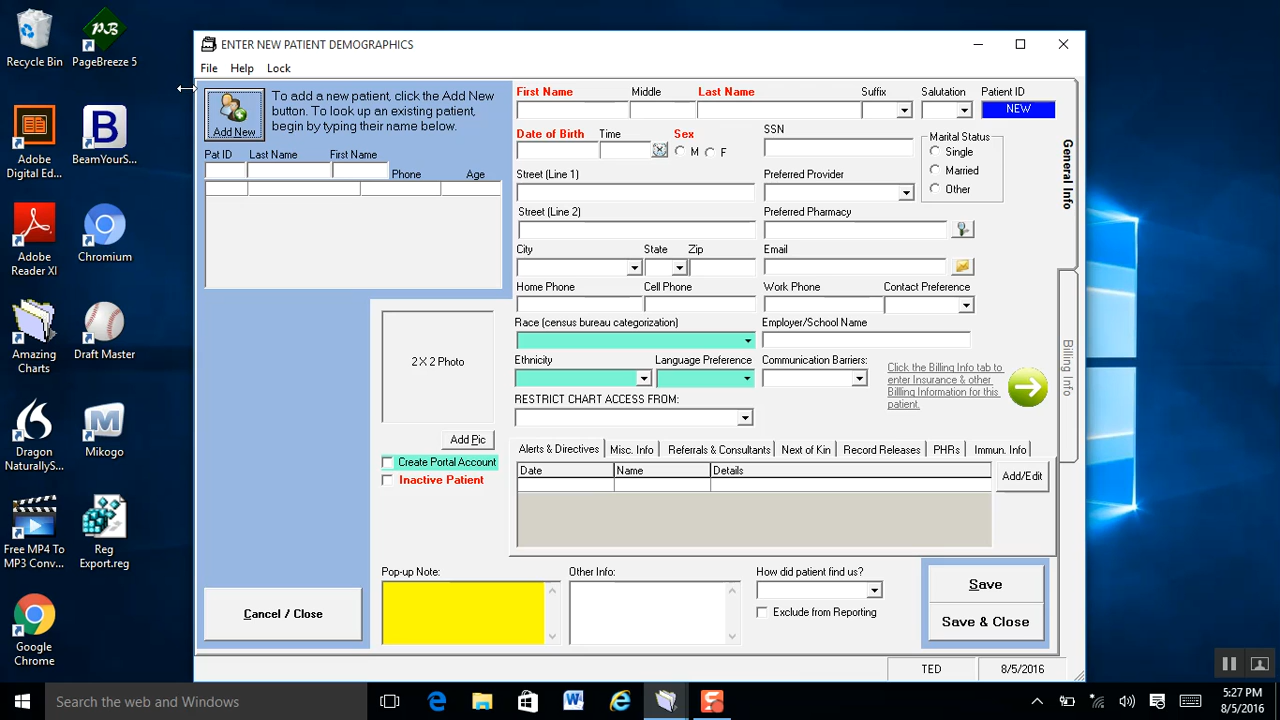 Recycle Bin
PageBreeze 5
Adobe
Digital Ed...
BeamYourS...
Adobe
Reader XI
Chromium
Amazing
Charts
Draft Master
Dragon
NaturallyS...
Mikogo
Free MP4 To
MP3 Conv...
Reg
Export.reg
Google
Chrome
PB
B
ENTER NEW PATIENT DEMOGRAPHICS
File Help Lock
Add New
To add a new patient, click the Add New
button. To look up an existing patient,
begin by typing their name below.
Pat ID Last Name First Name Phone Age
2 X 2 Photo
Add Pic
Create Portal Account
Inactive Patient
Cancel / Close
First Name Middle Last Name Suffix Salutation Patient ID
NEW
Date of Birth Time Sex SSN
M F
Marital Status
Single
Married
Other
Street (Line 1) Preferred Provider
Street (Line 2) Preferred Pharmacy
City State Zip Email
Home Phone Cell Phone Work Phone Contact Preference
Race (census bureau categorization) Employer/School Name
Ethnicity Language Preference Communication Barriers:
Click the Billing Info tab to
enter Insurance & other
Billling Information for this
patient.
RESTRICT CHART ACCESS FROM:
General Info
Billing Info
Alerts & Directives Misc. Info Referrals & Consultants Next of Kin Record Releases PHRs Immun. Info
Date Name Details
Add/Edit
Pop-up Note: Other Info: How did patient find us?
Exclude from Reporting
Save
Save & Close
TED 8/5/2016
Search the web and Windows
5:27 PM
8/5/2016